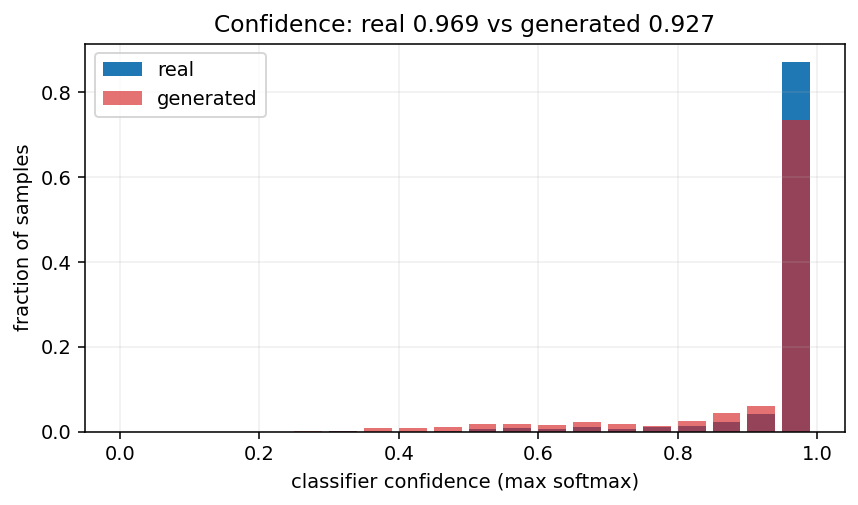 Confidence: real 0.969 vs generated 0.927
real
generated
fraction of samples
0.8
0.6
0.4
0.2
0.0
0.0 0.2 0.4 0.6 0.8 1.0
classifier confidence (max softmax)